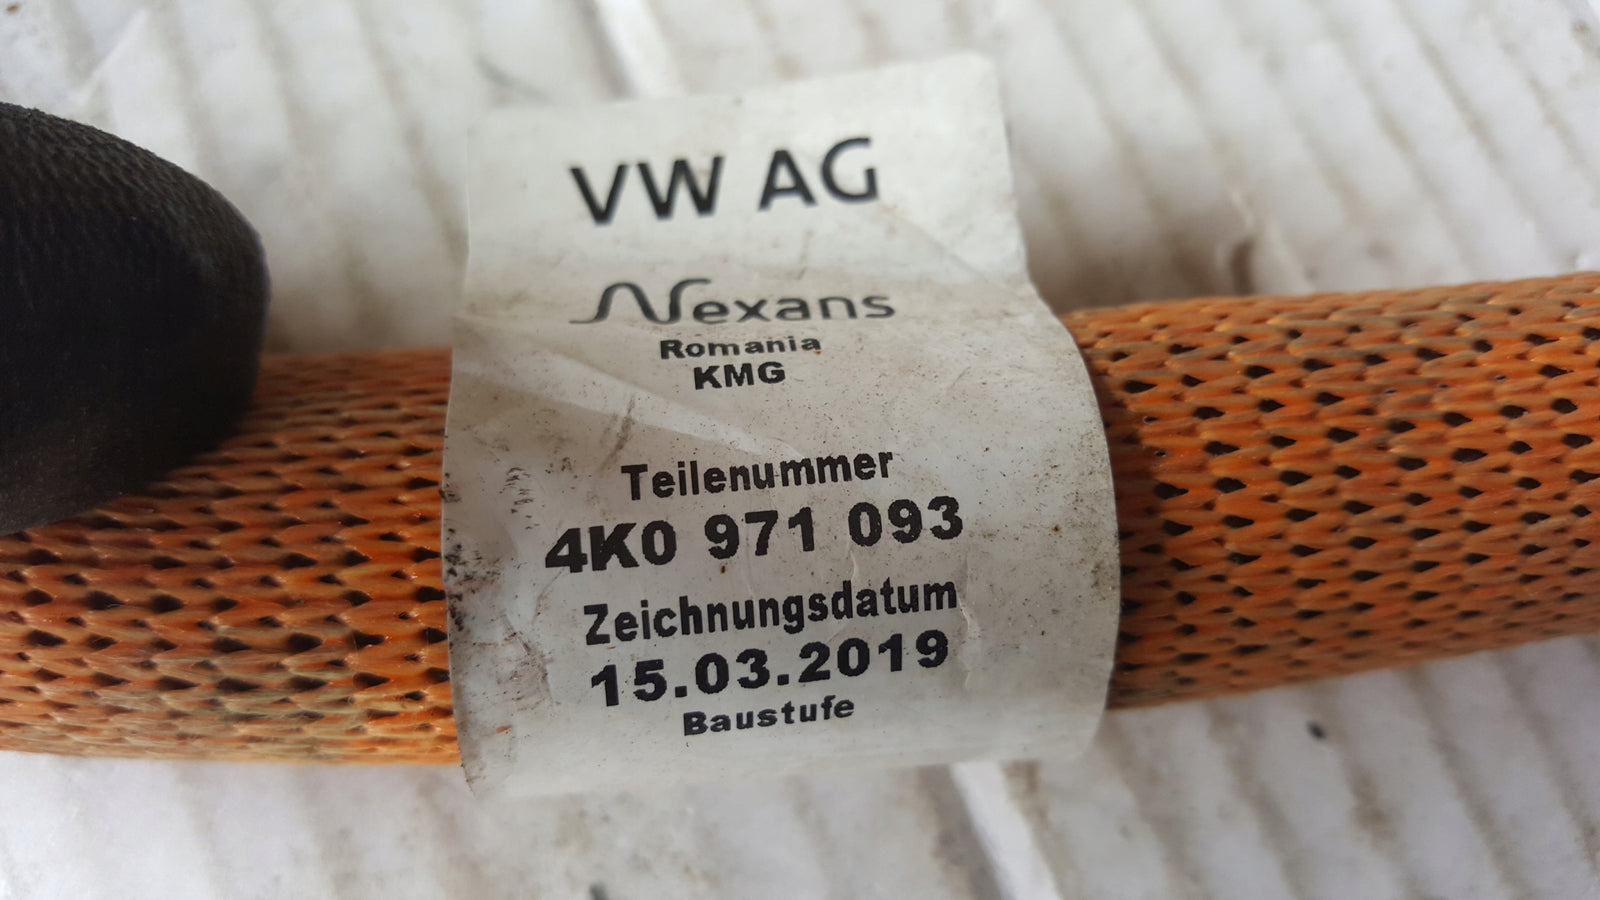 VW AG
Nexans
Romania
KMG
Teilenummer
4K0 971 093
Zeichnungsdatum
15.03.2019
Baustufe